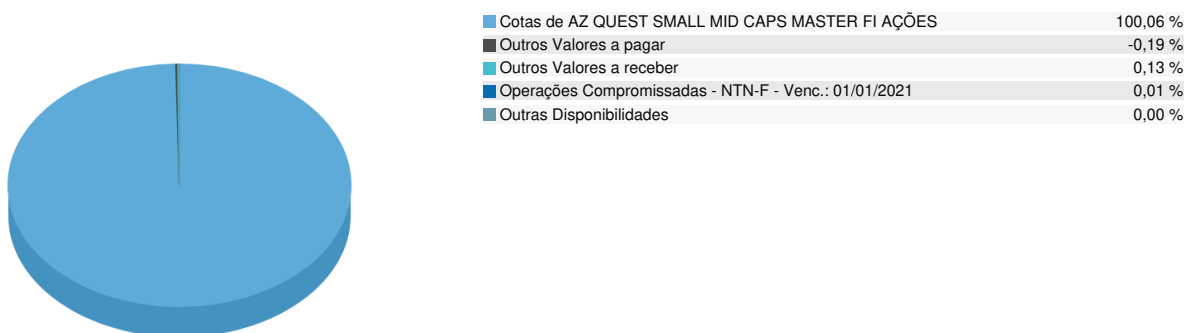 Cotas de AZ QUEST SMALL MID CAPS MASTER FI AÇÕES 100,06 %
Outros Valores a pagar -0,19 %
Outros Valores a receber 0,13 %
Operações Compromissadas - NTN-F - Venc.: 01/01/2021 0,01 %
Outras Disponibilidades 0,00 %